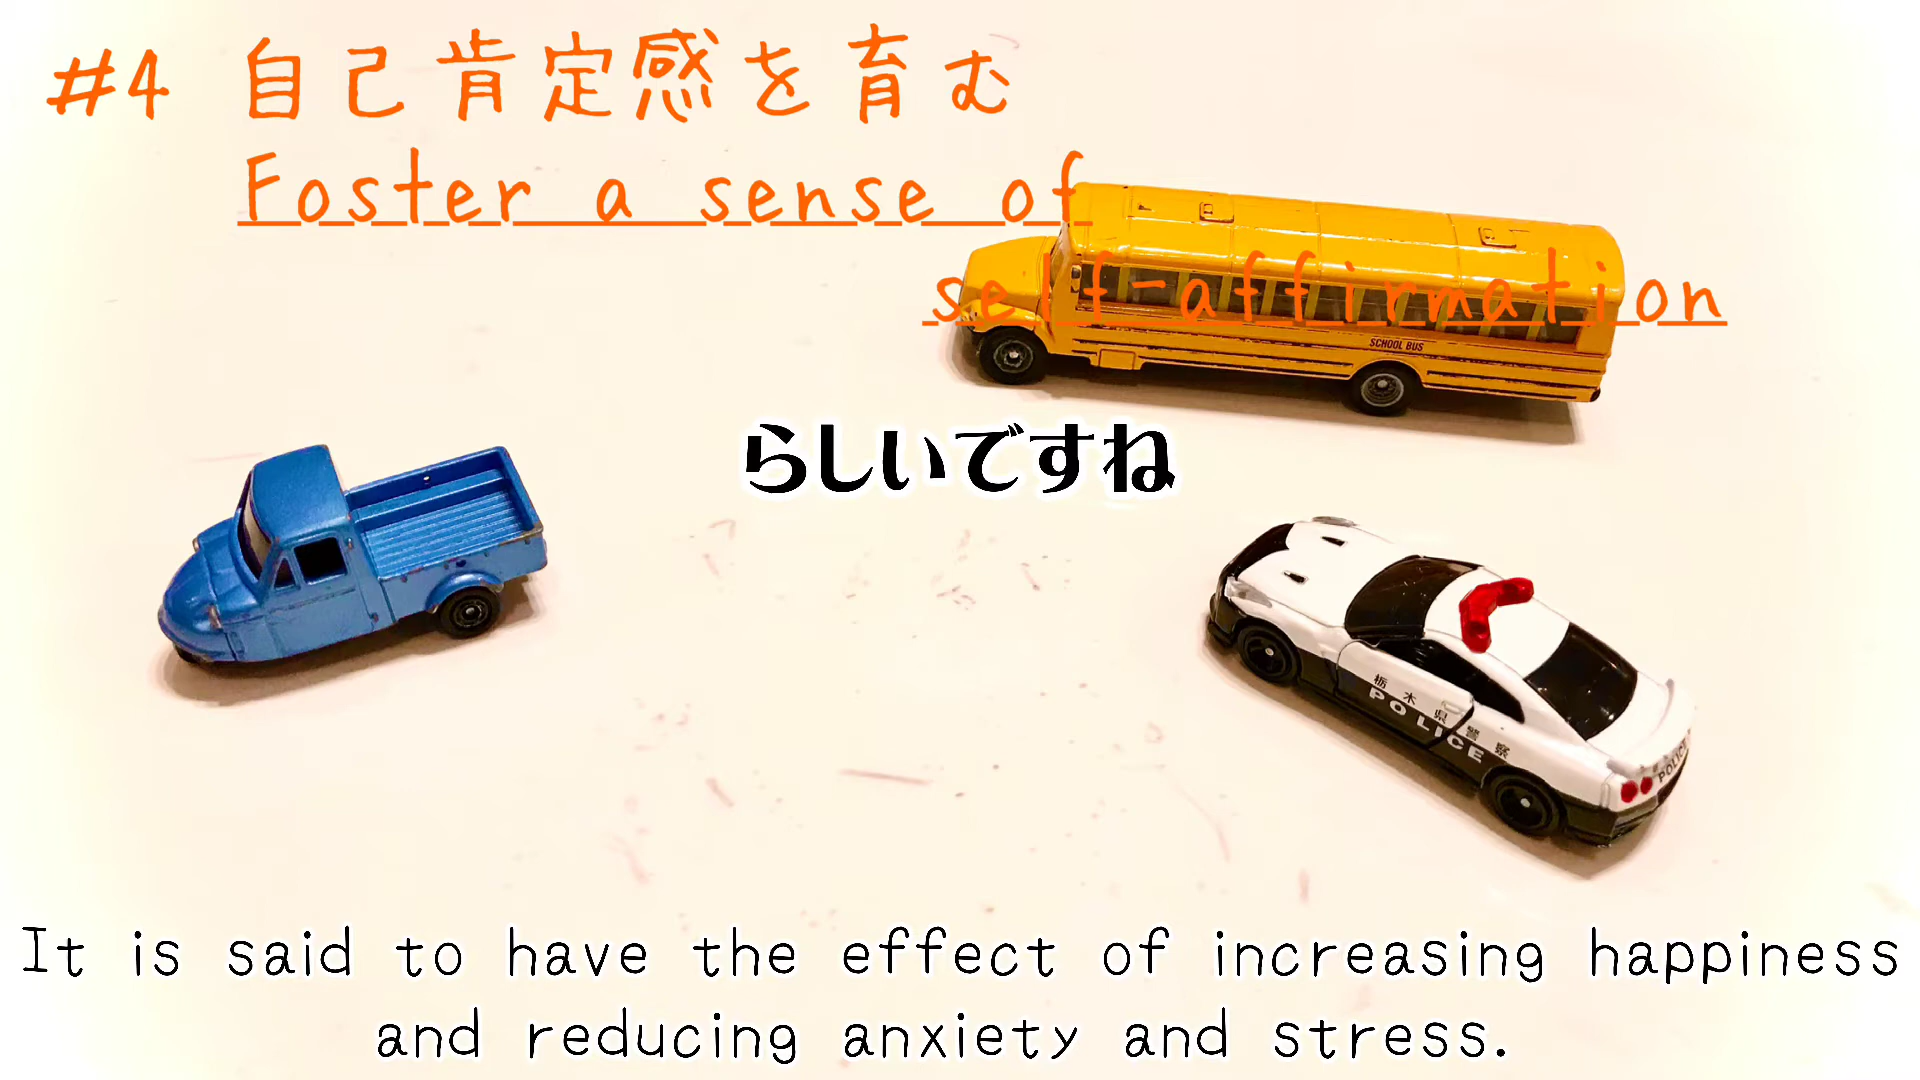 #4 自己肯定感を育む
Foster a sense of
self-affirmation
SCHOOL BUS
らしいですね
栃木県警察
POLICE
POLICE
It is said to have the effect of increasing happiness
and reducing anxiety and stress.